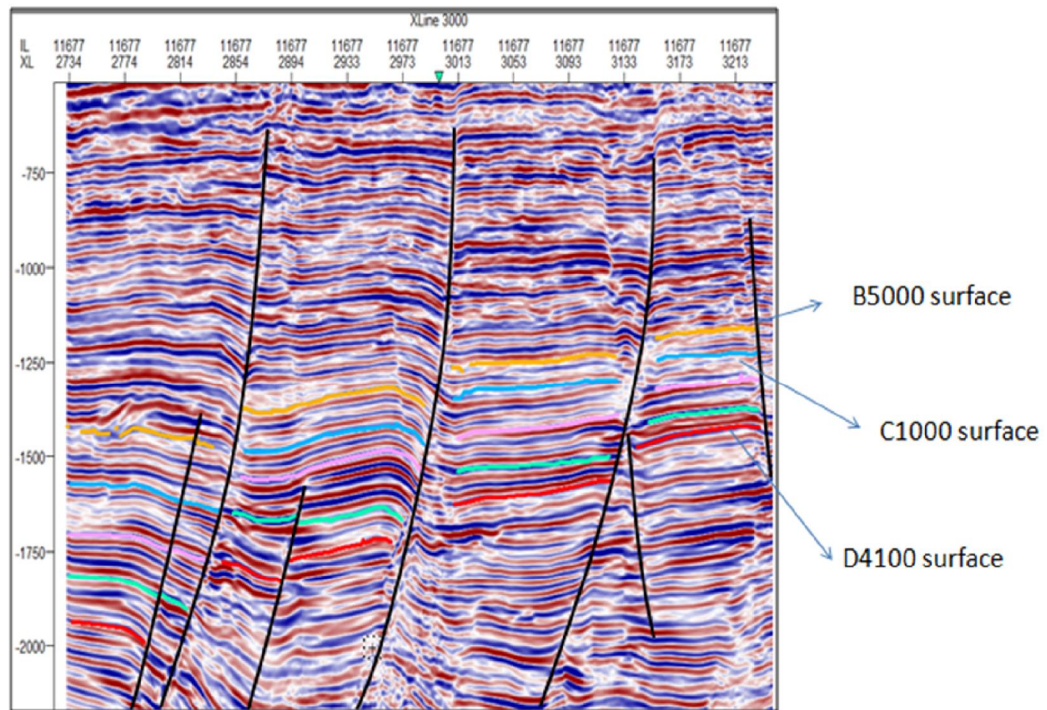 XLine 3000
IL 11677 11677 11677 11677 11677 11677 11677 11677 11677 11677 11677 11677 11677
XL 2734 2774 2814 2854 2894 2933 2973 3013 3053 3093 3133 3173 3213
-750
-1000
-1250
-1500
-1750
-2000
B5000 surface
C1000 surface
D4100 surface